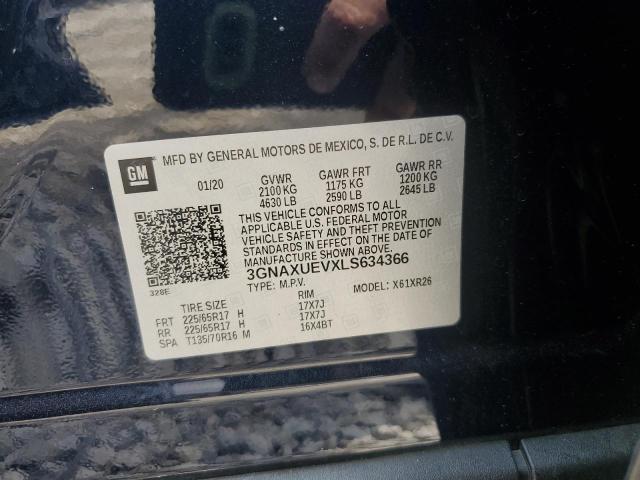 GM
MFD BY GENERAL MOTORS DE MEXICO, S. DE R.L. DE C.V.
01/20 GVWR GAWR FRT GAWR RR
2100 KG 1175 KG 1200 KG
4630 LB 2590 LB 2645 LB
THIS VEHICLE CONFORMS TO ALL
APPLICABLE U.S. FEDERAL MOTOR
VEHICLE SAFETY AND THEFT PREVENTION
STANDARDS IN EFFECT ON THE DATE OF
MANUFACTURE SHOWN ABOVE.
3GNAXUEVXLS634366
328E
TYPE: M.P.V. MODEL: X61XR26
TIRE SIZE RIM
FRT 225/65R17 H 17X7J
RR 225/65R17 H 17X7J
SPA T135/70R16 M 16X4BT